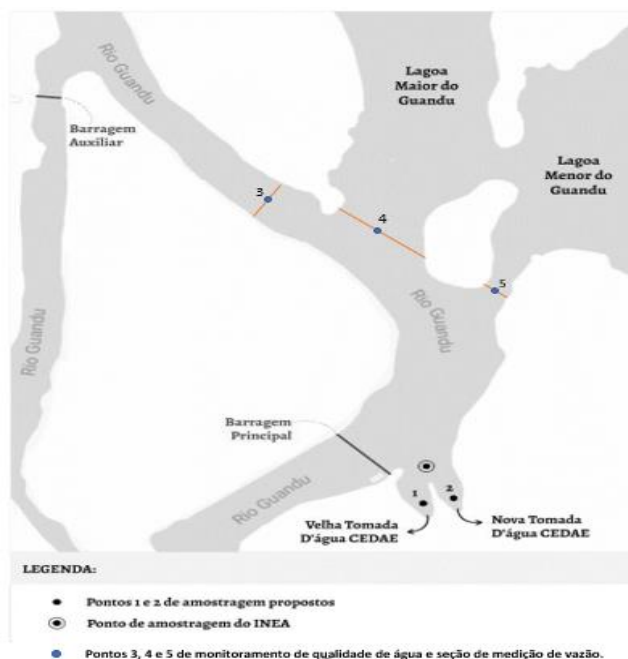 Rio Guandu
Lagoa
Maior do
Guandu
Barragem
Auxiliar
Lagoa
Menor do
Guandu
3
4
5
Rio Guandu
Rio Guandu
Barragem
Principal
Rio Guandu
1
2
Velha Tomada
D'água CEDAE
Nova Tomada
D'água CEDAE
LEGENDA:
Pontos 1 e 2 de amostragem propostos
Ponto de amostragem do INEA
Pontos 3, 4 e 5 de monitoramento de qualidade de água e seção de medição de vazão.